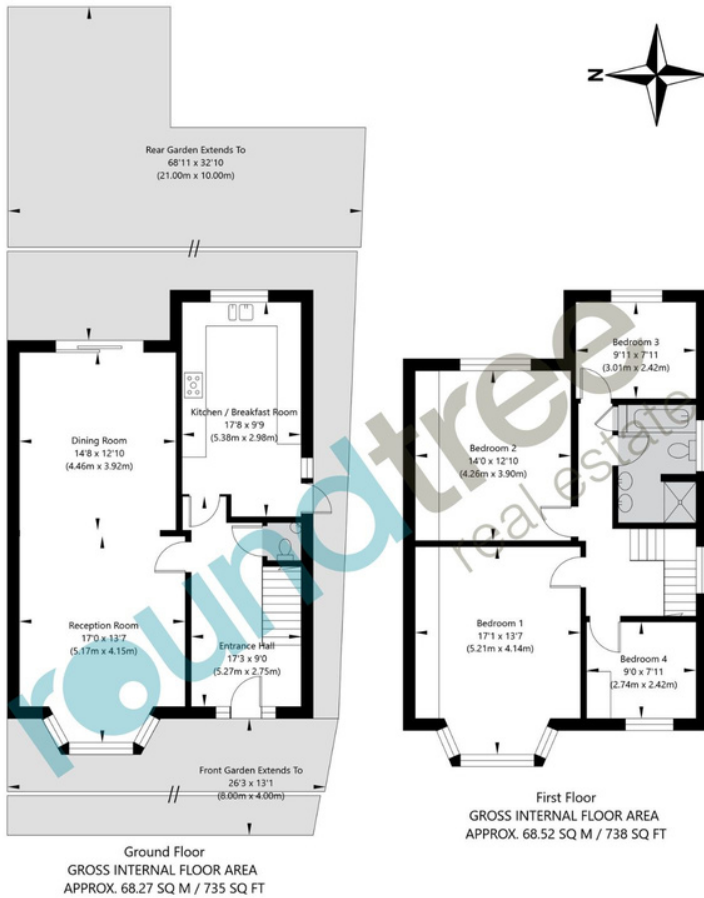 N
Rear Garden Extends To
68'11 x 32'10
(21.00m x 10.00m)
Kitchen / Breakfast Room
17'8 x 9'9
(5.38m x 2.98m)
Dining Room
14'8 x 12'10
(4.46m x 3.92m)
Reception Room
17'0 x 13'7
(5.17m x 4.15m)
Entrance Hall
17'3 x 9'0
(5.27m x 2.75m)
Front Garden Extends To
26'3 x 13'1
(8.00m x 4.00m)
Ground Floor
GROSS INTERNAL FLOOR AREA
APPROX. 68.27 SQ M / 735 SQ FT
Bedroom 3
9'11 x 7'11
(3.01m x 2.42m)
Bedroom 2
14'0 x 12'10
(4.26m x 3.90m)
Bedroom 1
17'1 x 13'7
(5.21m x 4.14m)
Bedroom 4
9'0 x 7'11
(2.74m x 2.42m)
First Floor
GROSS INTERNAL FLOOR AREA
APPROX. 68.52 SQ M / 738 SQ FT
roundtree
real estate